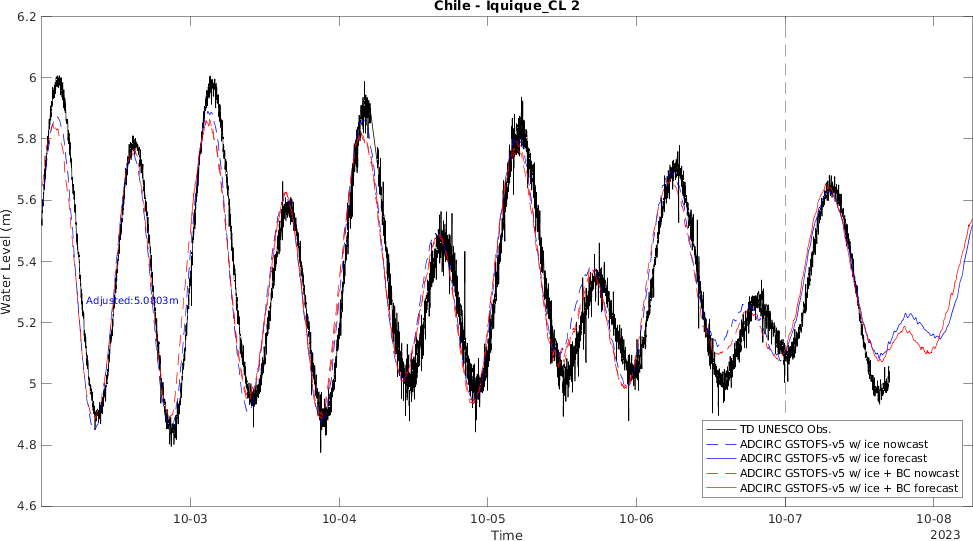 Chile - Iquique_CL 2
6.2
6
5.8
5.6
5.4
5.2
5
4.8
4.6
Water Level (m)
Adjusted:5.0803m
TD UNESCO Obs.
ADCIRC GSTOFS-v5 w/ ice nowcast
ADCIRC GSTOFS-v5 w/ ice forecast
ADCIRC GSTOFS-v5 w/ ice + BC nowcast
ADCIRC GSTOFS-v5 w/ ice + BC forecast
10-03
10-04
10-05
10-06
10-07
10-08
Time
2023